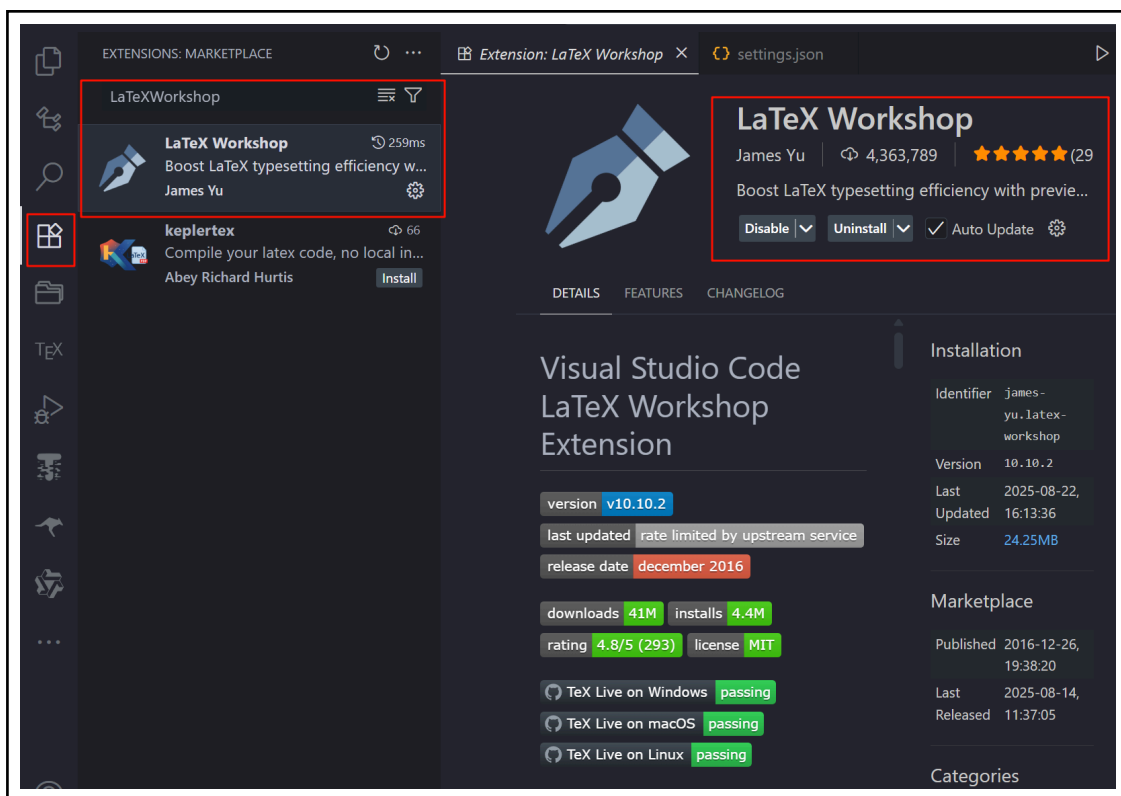 EXTENSIONS: MARKETPLACE
LaTeXWorkshop
LaTeX Workshop
259ms
Boost LaTeX typesetting efficiency w...
James Yu
keplertex
66
Compile your latex code, no local in...
Abey Richard Hurtis
Install
TEX
Extension: LaTeX Workshop
settings.json
LaTeX Workshop
James Yu
4,363,789
(29
Boost LaTeX typesetting efficiency with previe...
Disable
Uninstall
Auto Update
DETAILS
FEATURES
CHANGELOG
Visual Studio Code
LaTeX Workshop
Extension
version v10.10.2
last updated rate limited by upstream service
release date december 2016
downloads 41M installs 4.4M
rating 4.8/5 (293) license MIT
TeX Live on Windows passing
TeX Live on macOS passing
TeX Live on Linux passing
Installation
Identifier james-
yu.latex-
workshop
Version 10.10.2
Last 2025-08-22,
Updated 16:13:36
Size 24.25MB
Marketplace
Published 2016-12-26,
19:38:20
Last 2025-08-14,
Released 11:37:05
Categories